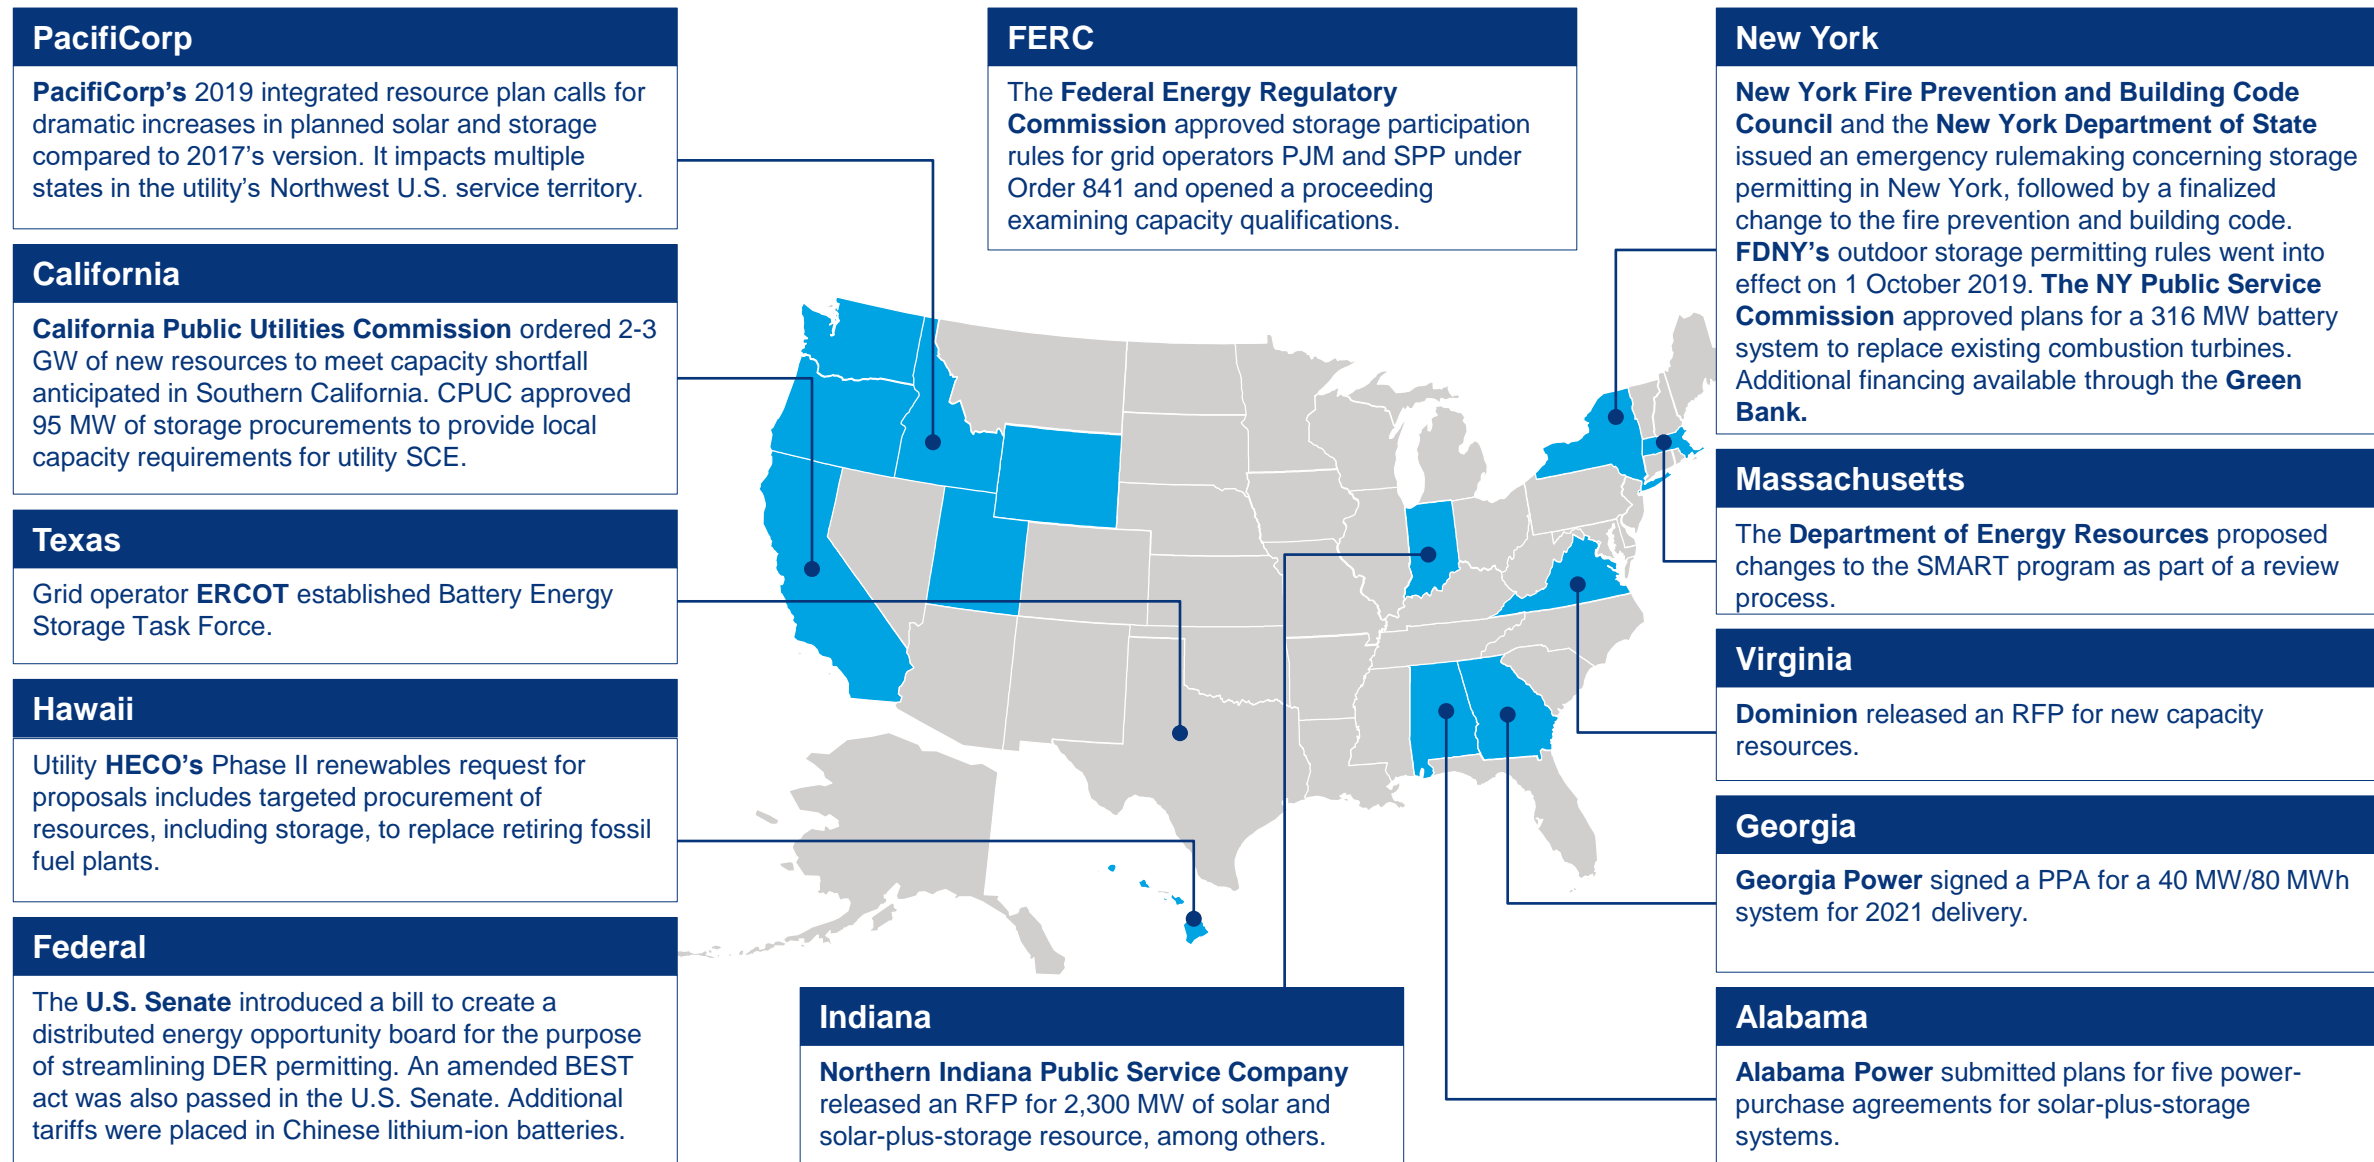 PacifiCorp
PacifiCorp’s 2019 integrated resource plan calls for
dramatic increases in planned solar and storage
compared to 2017’s version. It impacts multiple
states in the utility’s Northwest U.S. service territory.
California
California Public Utilities Commission ordered 2-3
GW of new resources to meet capacity shortfall
anticipated in Southern California. CPUC approved
95 MW of storage procurements to provide local
capacity requirements for utility SCE.
Texas
Grid operator ERCOT established Battery Energy
Storage Task Force.
Hawaii
Utility HECO’s Phase II renewables request for
proposals includes targeted procurement of
resources, including storage, to replace retiring fossil
fuel plants.
Federal
The U.S. Senate introduced a bill to create a
distributed energy opportunity board for the purpose
of streamlining DER permitting. An amended BEST
act was also passed in the U.S. Senate. Additional
tariffs were placed in Chinese lithium-ion batteries.
FERC
The Federal Energy Regulatory
Commission approved storage participation
rules for grid operators PJM and SPP under
Order 841 and opened a proceeding
examining capacity qualifications.
Indiana
Northern Indiana Public Service Company
released an RFP for 2,300 MW of solar and
solar-plus-storage resource, among others.
New York
New York Fire Prevention and Building Code
Council and the New York Department of State
issued an emergency rulemaking concerning storage
permitting in New York, followed by a finalized
change to the fire prevention and building code.
FDNY’s outdoor storage permitting rules went into
effect on 1 October 2019. The NY Public Service
Commission approved plans for a 316 MW battery
system to replace existing combustion turbines.
Additional financing available through the Green
Bank.
Massachusetts
The Department of Energy Resources proposed
changes to the SMART program as part of a review
process.
Virginia
Dominion released an RFP for new capacity
resources.
Georgia
Georgia Power signed a PPA for a 40 MW/80 MWh
system for 2021 delivery.
Alabama
Alabama Power submitted plans for five power-
purchase agreements for solar-plus-storage
systems.